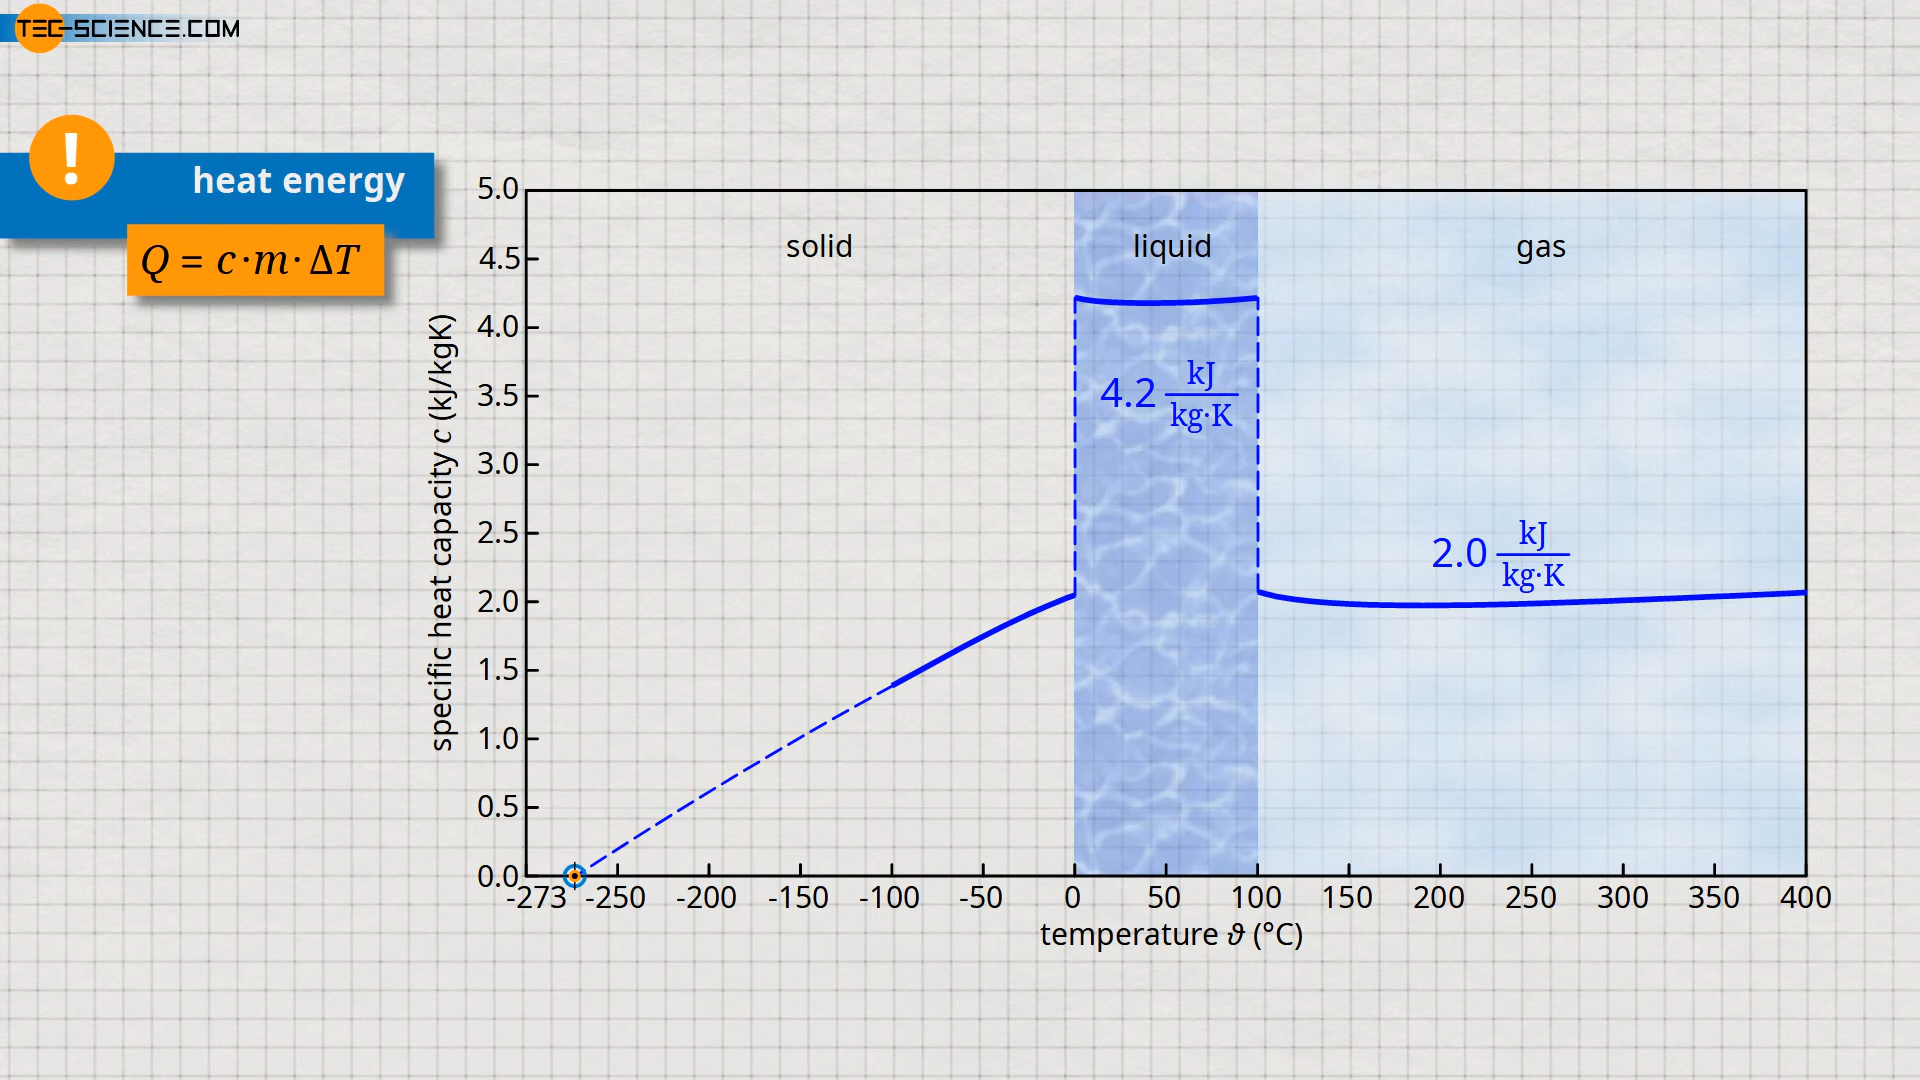 TEC-SCIENCE.COM
!
heat energy
Q = c·m·ΔT
specific heat capacity c (kJ/kgK)
5.0
4.5
4.0
3.5
3.0
2.5
2.0
1.5
1.0
0.5
0.0
solid
liquid
gas
4.2 kJ
kg·K
2.0 kJ
kg·K
-273 -250 -200 -150 -100 -50 0 50 100 150 200 250 300 350 400
temperature ϑ (°C)